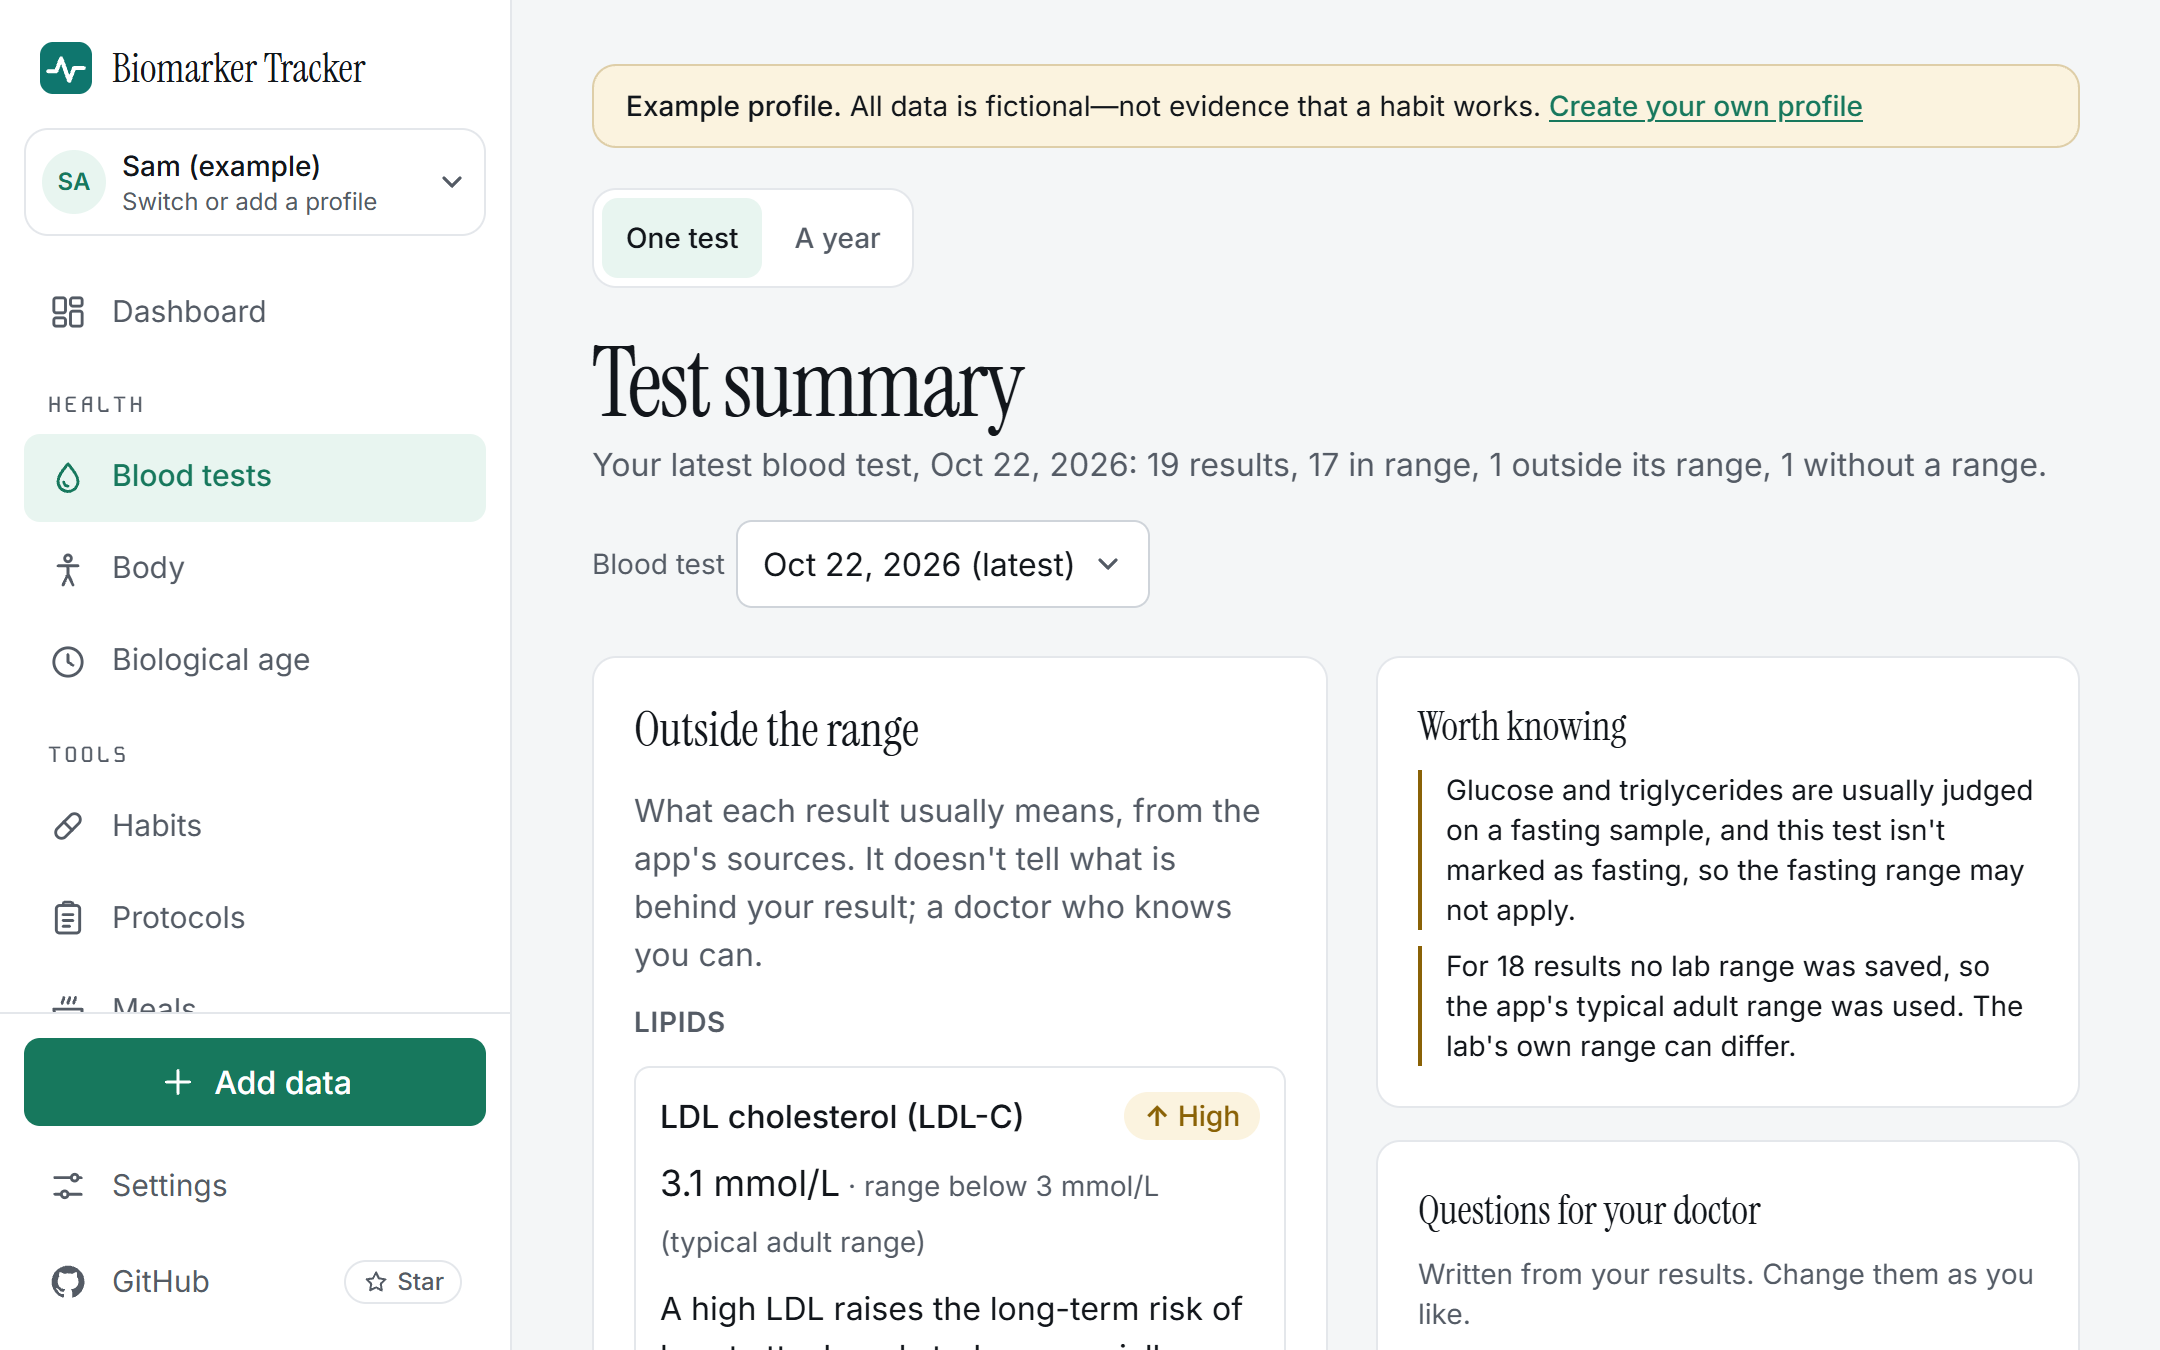 Biomarker Tracker
SA
Sam (example)
Switch or add a profile
Dashboard
HEALTH
Blood tests
Body
Biological age
TOOLS
Habits
Protocols
Meals
Add data
Settings
GitHub
Star
Example profile. All data is fictional—not evidence that a habit works. Create your own profile
One test
A year
Test summary
Your latest blood test, Oct 22, 2026: 19 results, 17 in range, 1 outside its range, 1 without a range.
Blood test
Oct 22, 2026 (latest)
Outside the range
What each result usually means, from the
app's sources. It doesn't tell what is
behind your result; a doctor who knows
you can.
LIPIDS
LDL cholesterol (LDL-C)
↑ High
3.1 mmol/L · range below 3 mmol/L
(typical adult range)
A high LDL raises the long-term risk of
Worth knowing
Glucose and triglycerides are usually judged
on a fasting sample, and this test isn't
marked as fasting, so the fasting range may
not apply.
For 18 results no lab range was saved, so
the app's typical adult range was used. The
lab's own range can differ.
Questions for your doctor
Written from your results. Change them as you
like.